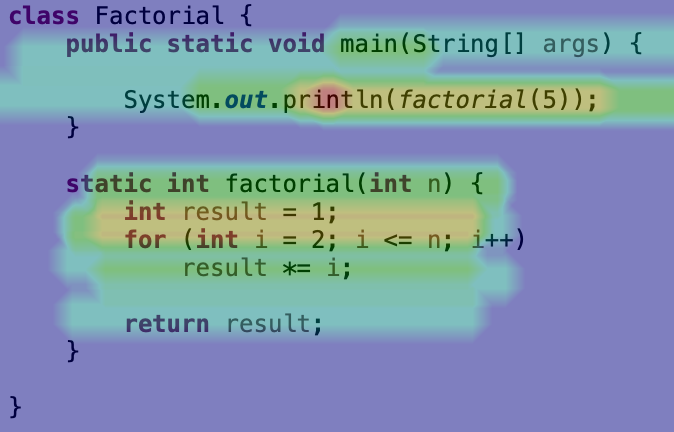 class Factorial {
    public static void main(String[] args) {
        System.out.println(factorial(5));
    }
    static int factorial(int n) {
        int result = 1;
        for (int i = 2; i <= n; i++)
            result *= i;
        return result;
    }
}